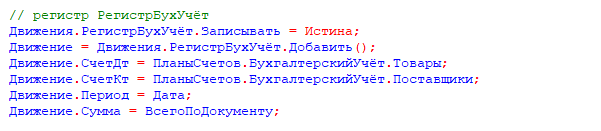 // регистр РегистрБухУчёт
Движения.РегистрБухУчёт.Записывать = Истина;
Движение = Движения.РегистрБухУчёт.Добавить();
Движение.СчетДт = ПланыСчетов.БухгалтерскийУчёт.Товары;
Движение.СчетКт = ПланыСчетов.БухгалтерскийУчёт.Поставщики;
Движение.Период = Дата;
Движение.Сумма = ВсегоПоДокументу;